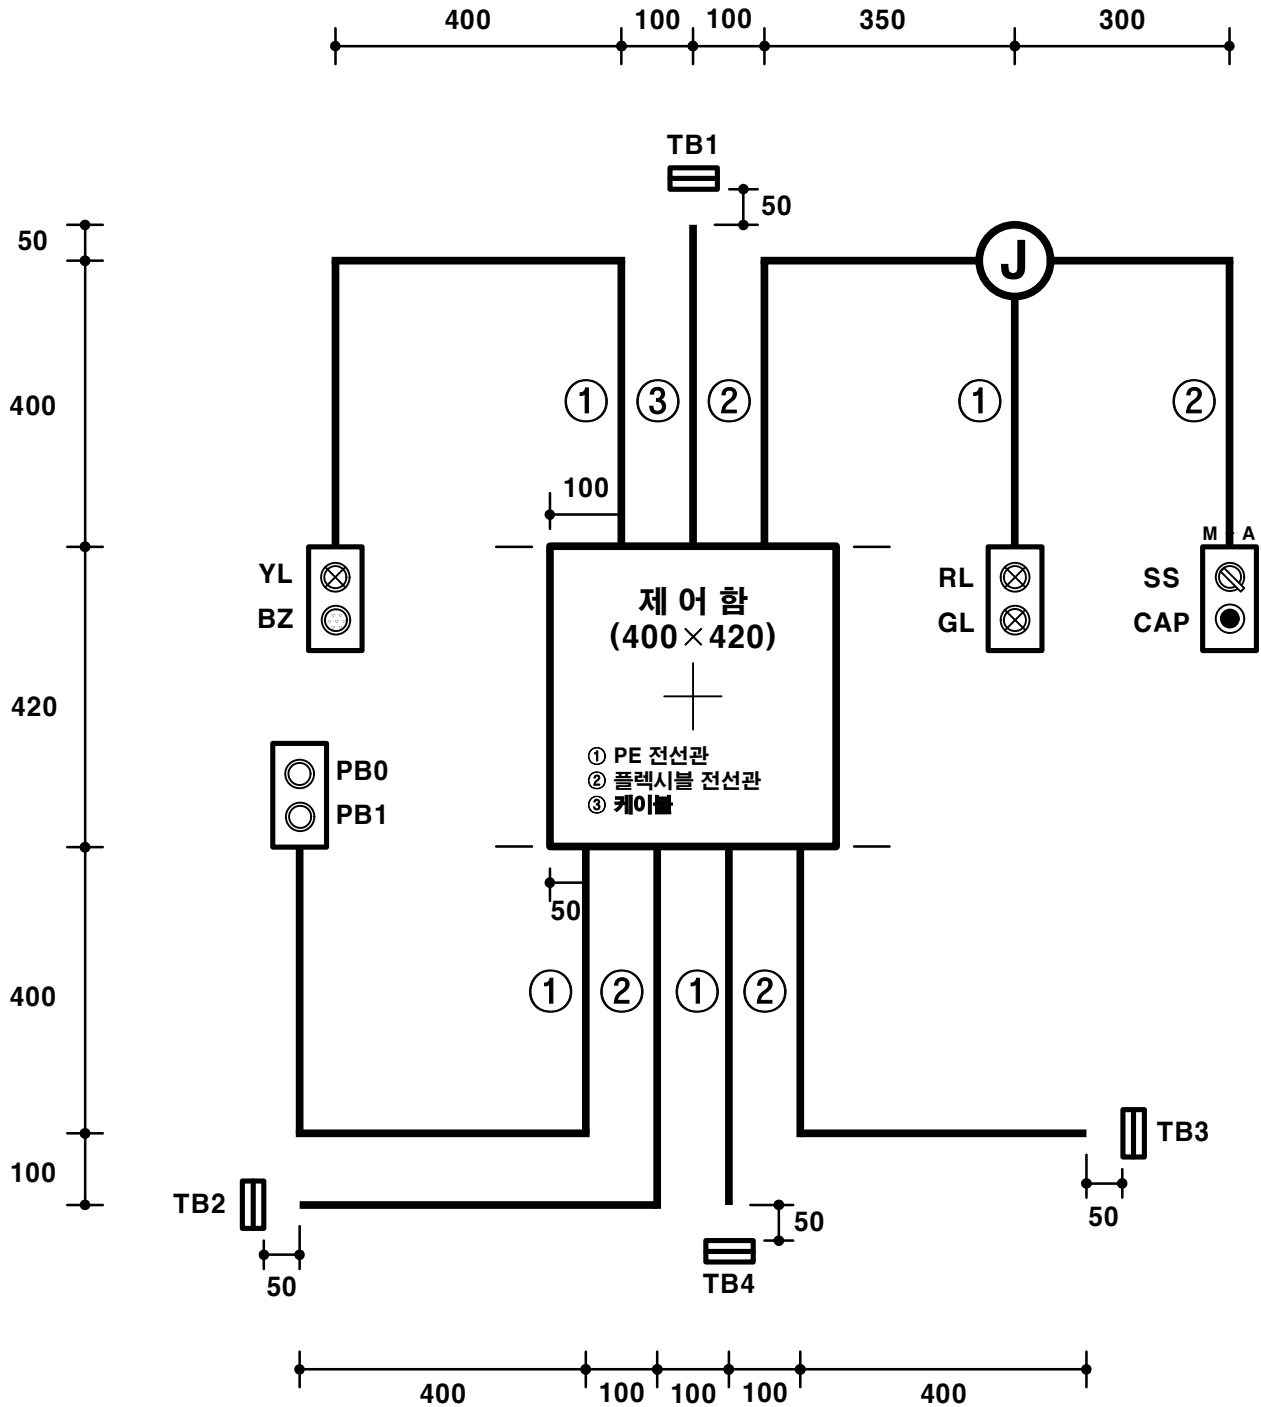 400 100 100 350 300
TB1
50
50
J
400
① ③ ② ① ②
100
M A
YL
BZ
RL
GL
SS
CAP
제 어 함
(400×420)
420
① PE 전선관
② 플렉시블 전선관
③ 케이블
PB0
PB1
50
400
① ② ① ②
100
TB3
50
TB2
50
50
TB4
400 100 100 100 400